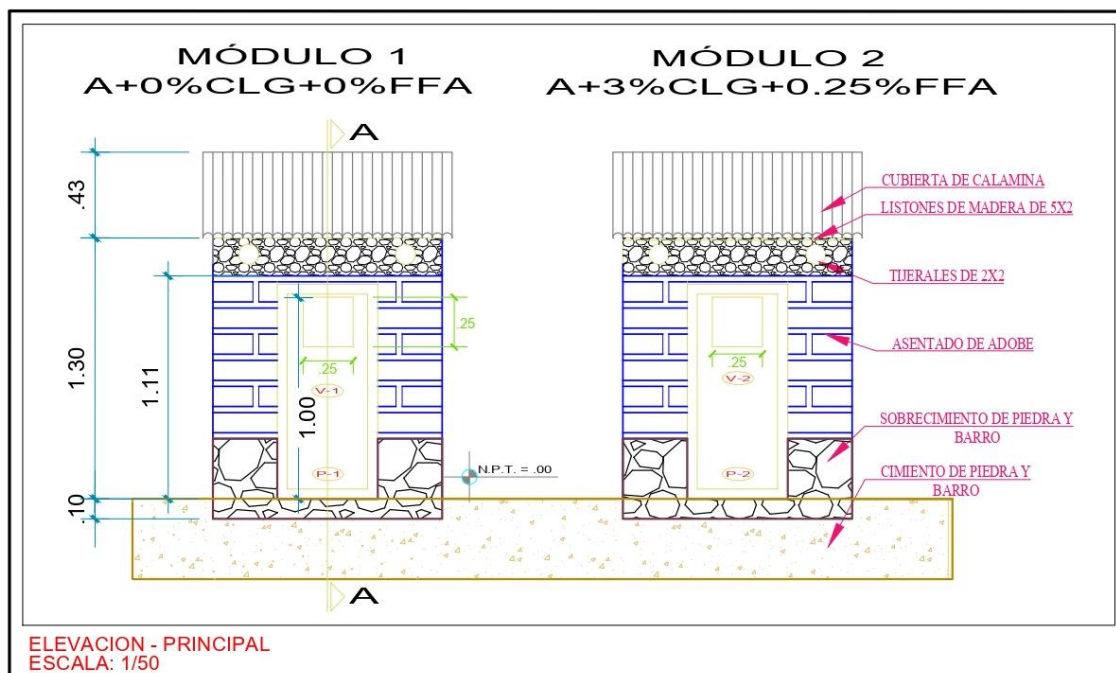 MÓDULO 1
A+0%CLG+0%FFA
MÓDULO 2
A+3%CLG+0.25%FFA
A
.43
1.30
1.11
1.00
.10
.25
.25
V-1
P-1
N.P.T. = .00
.25
V-2
P-2
CUBIERTA DE CALAMINA
LISTONES DE MADERA DE 5X2
TIJERALES DE 2X2
ASENTADO DE ADOBE
SOBRECIMIENTO DE PIEDRA Y
BARRO
CIMIENTO DE PIEDRA Y
BARRO
A
ELEVACION - PRINCIPAL
ESCALA: 1/50